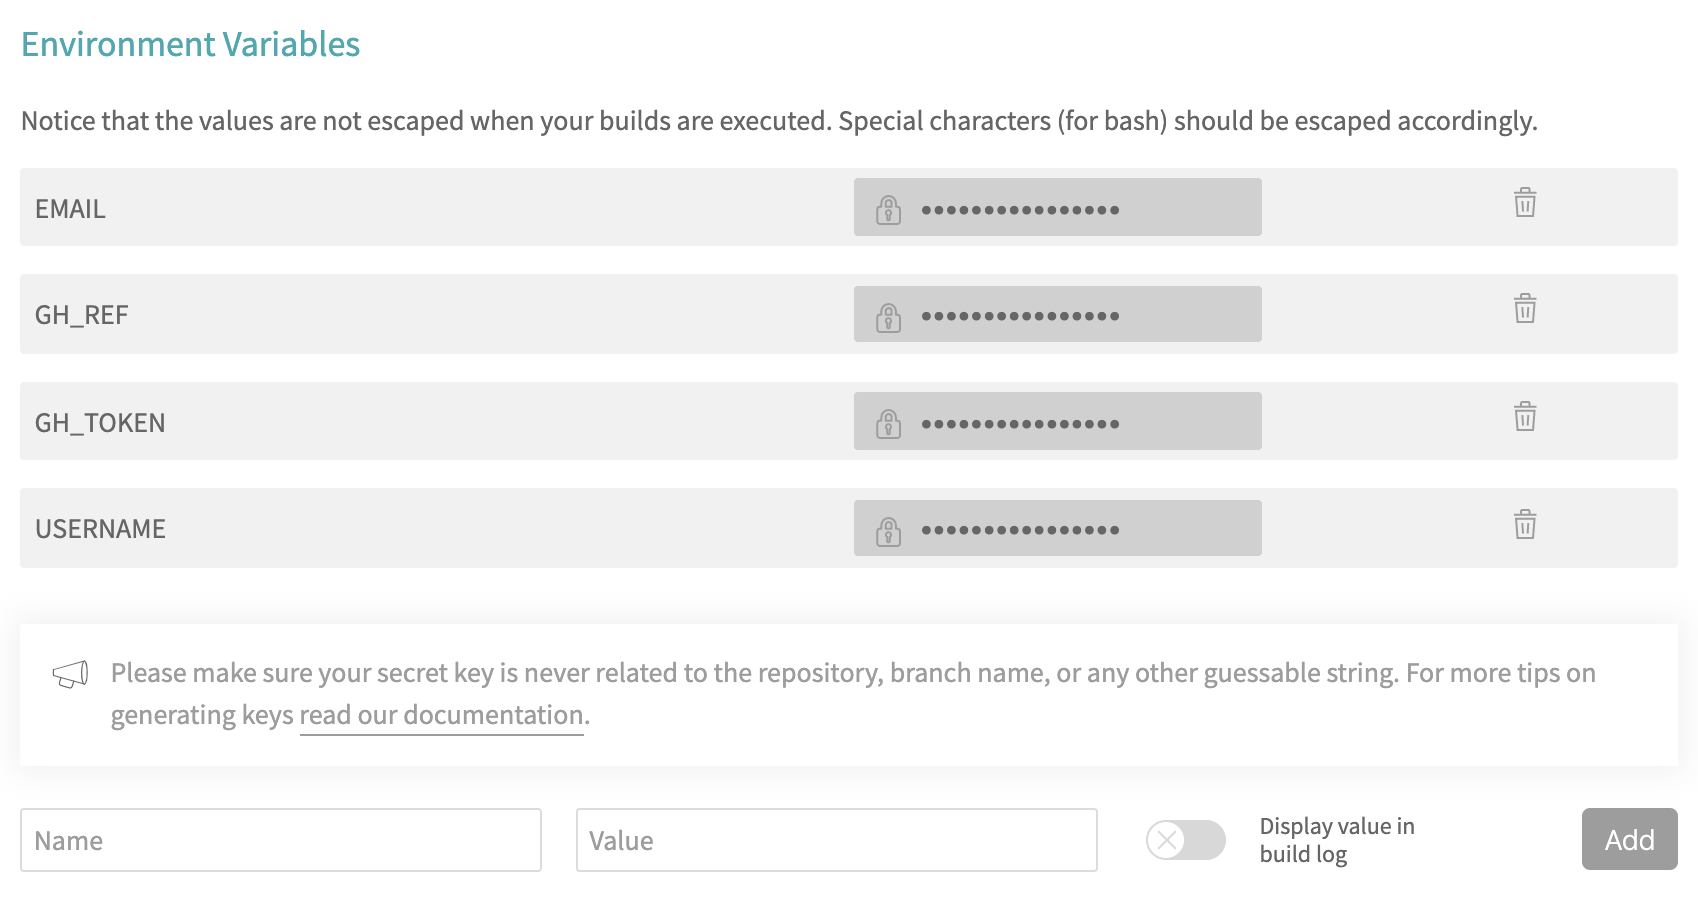 Environment Variables
Notice that the values are not escaped when your builds are executed. Special characters (for bash) should be escaped accordingly.
EMAIL ••••••••••••••••
GH_REF ••••••••••••••••
GH_TOKEN ••••••••••••••••
USERNAME ••••••••••••••••
Please make sure your secret key is never related to the repository, branch name, or any other guessable string. For more tips on
generating keys read our documentation.
Name
Value
Display value in
build log
Add